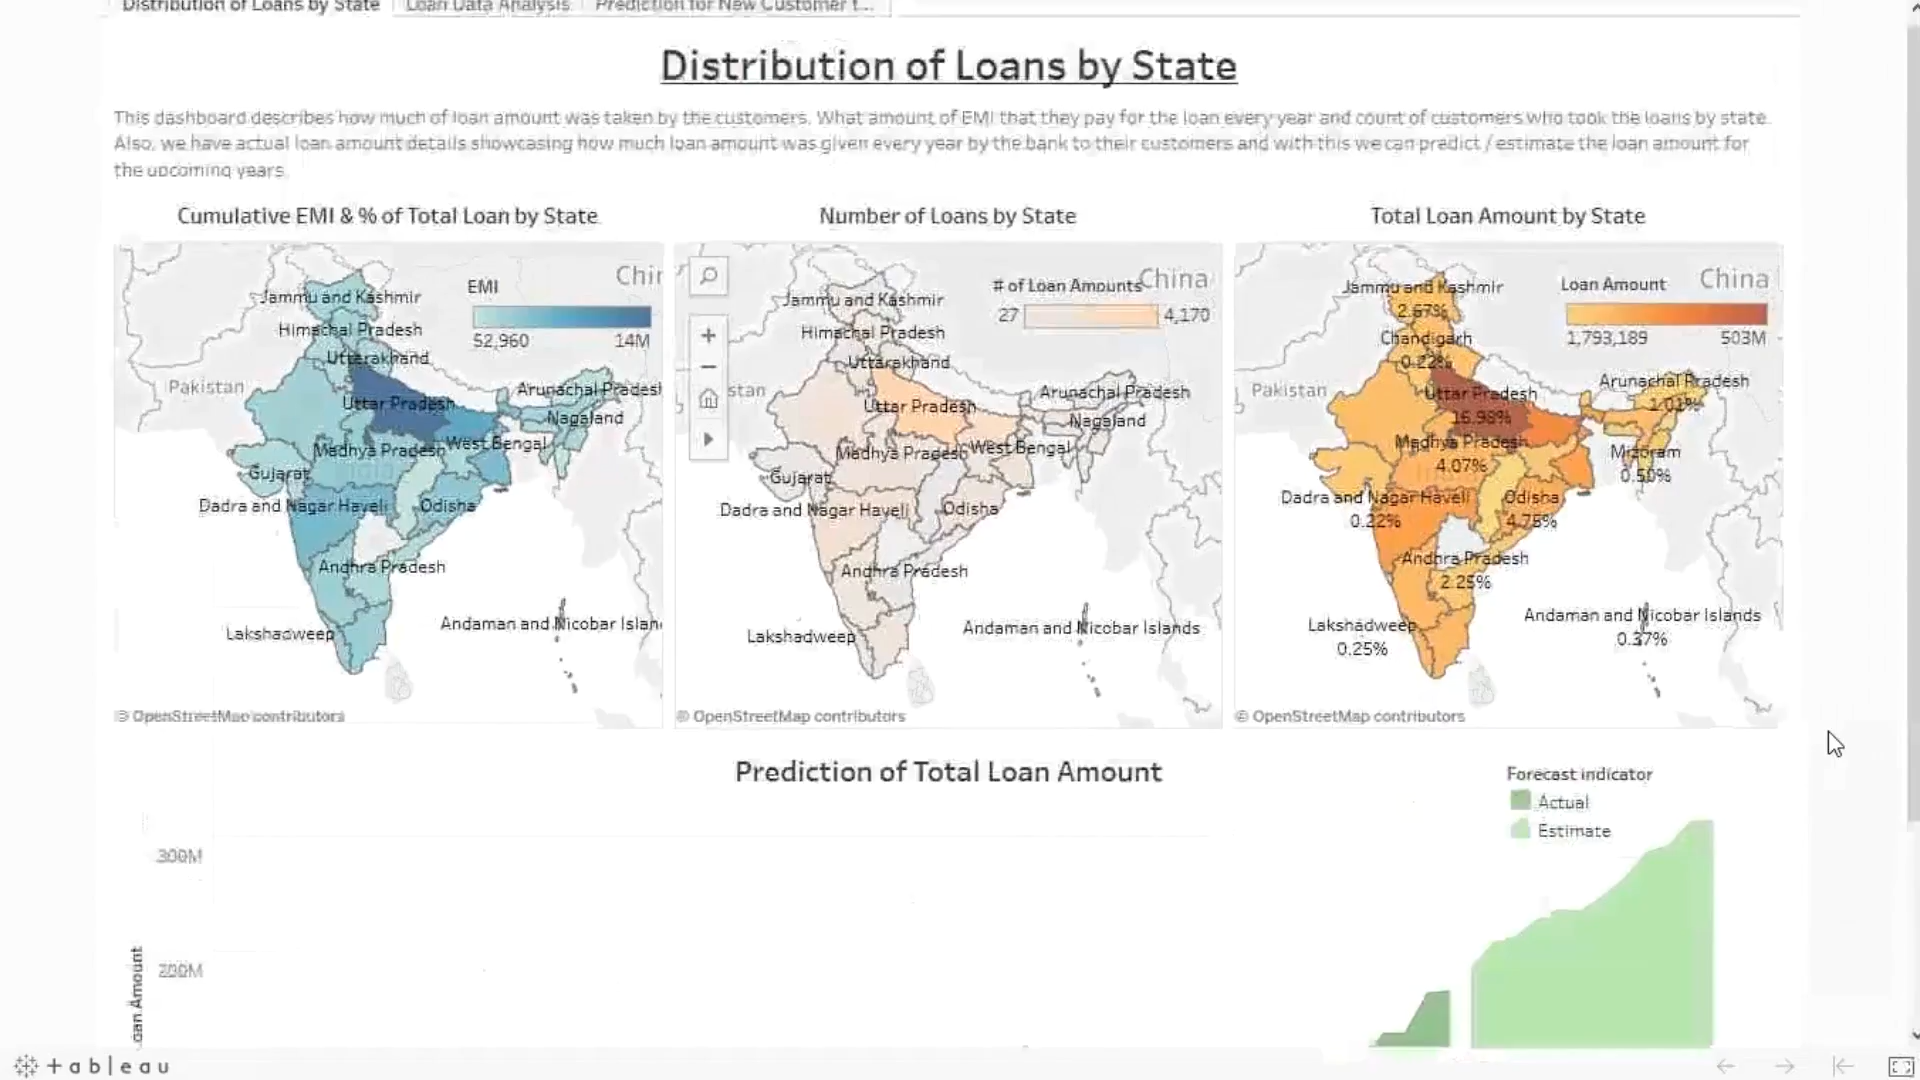 Distribution of Loans by State Loan Data Analysis Prediction for New Customer t...
Distribution of Loans by State
This dashboard describes how much of loan amount was taken by the customers. What amount of EMI that they pay for the loan every year and count of customers who took the loans by state.
Also, we have actual loan amount details showcasing how much loan amount was given every year by the bank to their customers and with this we can predict / estimate the loan amount for
the upcoming years.
Cumulative EMI & % of Total Loan by State
Chin
Jammu and Kashmir
EMI
52,960 14M
Himachal Pradesh
Uttarakhand
Pakistan
Arunachal Pradesh
Uttar Pradesh
Nagaland
Madhya Pradesh
West Bengal
Gujarat
Dadra and Nagar Haveli
Odisha
Andhra Pradesh
Andaman and Nicobar Islan
Lakshadweep
© OpenStreetMap contributors
Number of Loans by State
China
Jammu and Kashmir
# of Loan Amounts
27 4,170
Himachal Pradesh
Uttarakhand
stan
Arunachal Pradesh
Uttar Pradesh
Nagaland
Madhya Pradesh
West Bengal
Gujarat
Dadra and Nagar Haveli
Odisha
Andhra Pradesh
Andaman and Nicobar Islands
Lakshadweep
© OpenStreetMap contributors
Total Loan Amount by State
China
Jammu and Kashmir
2.67%
Loan Amount
1,793,189 503M
Chandigarh
0.22%
Pakistan
Arunachal Pradesh
1.01%
Uttar Pradesh
16.98%
Madhya Pradesh
4.07%
Mizoram
0.50%
Dadra and Nagar Haveli
0.22%
Odisha
4.75%
Andhra Pradesh
2.25%
Andaman and Nicobar Islands
0.37%
Lakshadweep
0.25%
© OpenStreetMap contributors
Prediction of Total Loan Amount
Forecast indicator
Actual
Estimate
300M
200M
oan Amount
+ableau